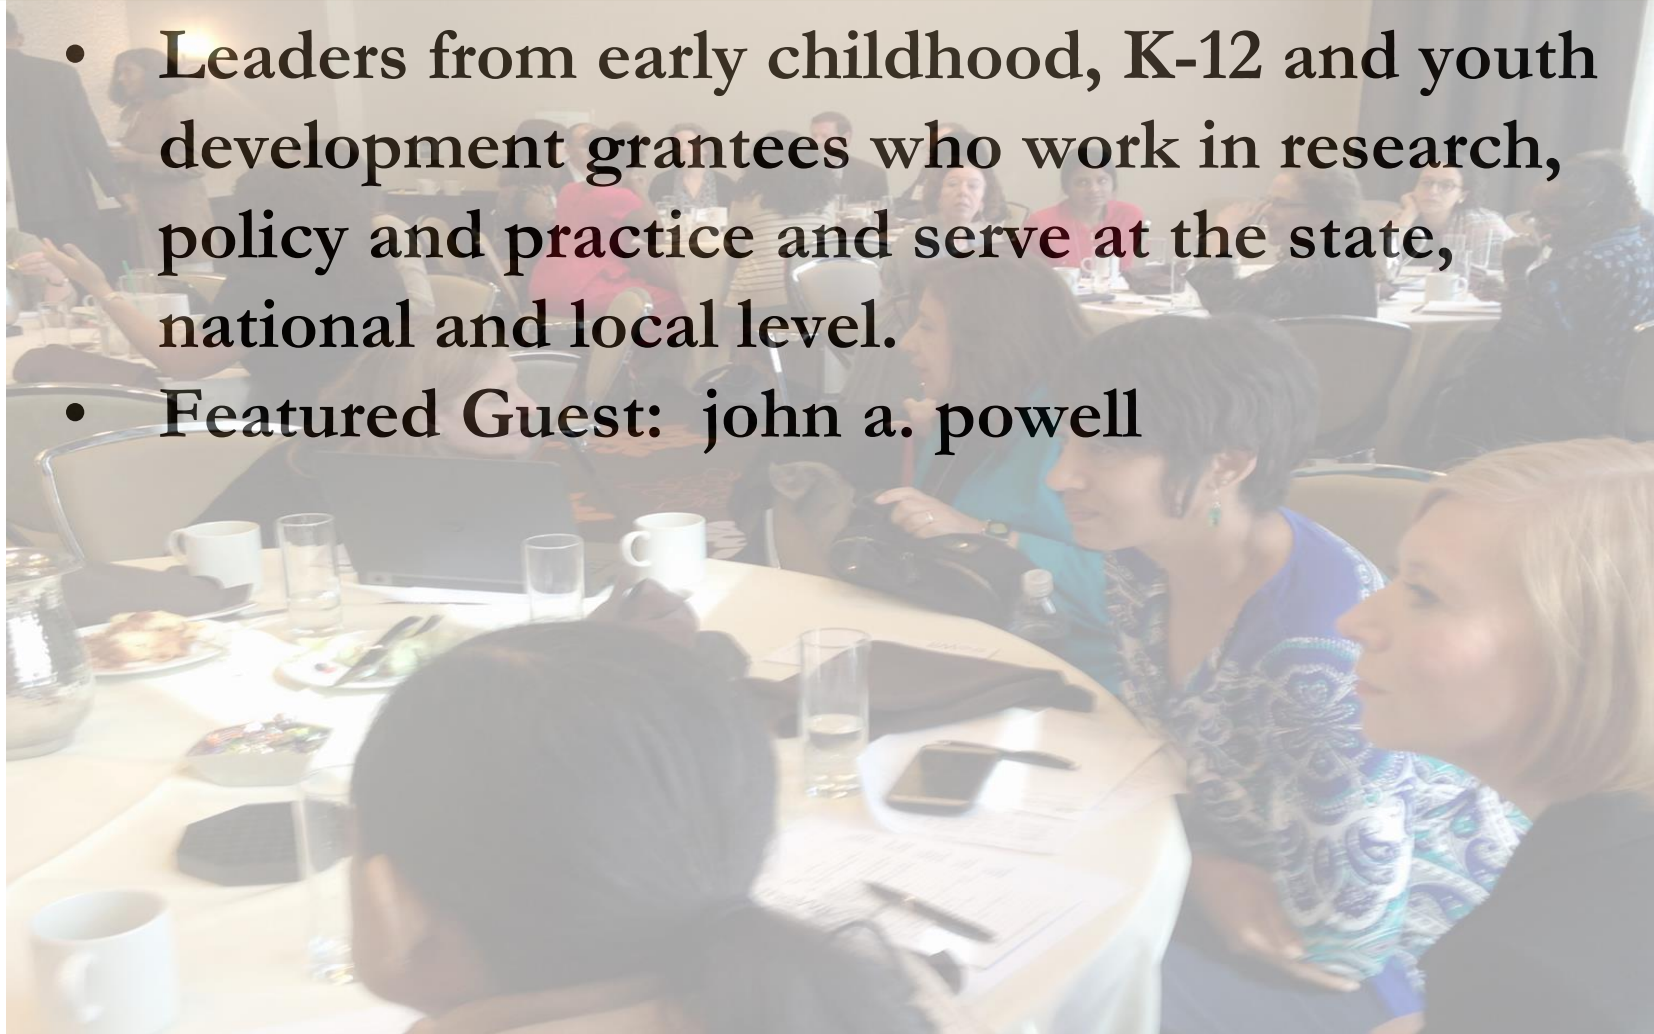 • Leaders from early childhood, K-12 and youth
development grantees who work in research,
policy and practice and serve at the state,
national and local level.
• Featured Guest: john a. powell